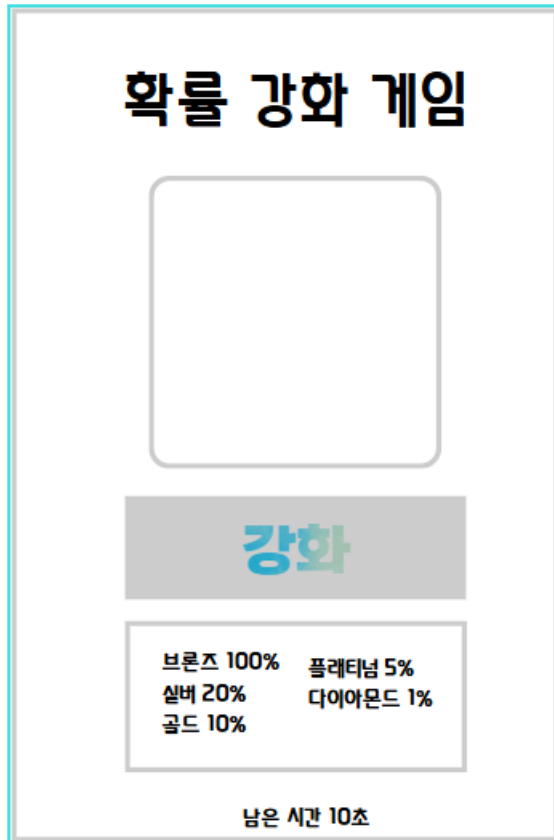 확률 강화 게임
강화
브론즈 100%
실버 20%
골드 10%
플래티넘 5%
다이아몬드 1%
남은 시간 10초